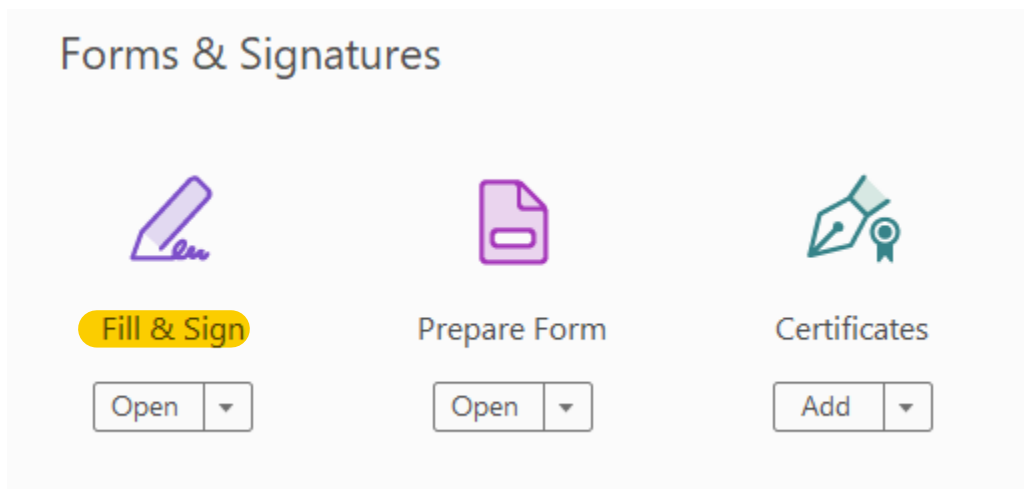 Forms & Signatures
Fill & Sign
Prepare Form
Certificates
Open
Open
Add